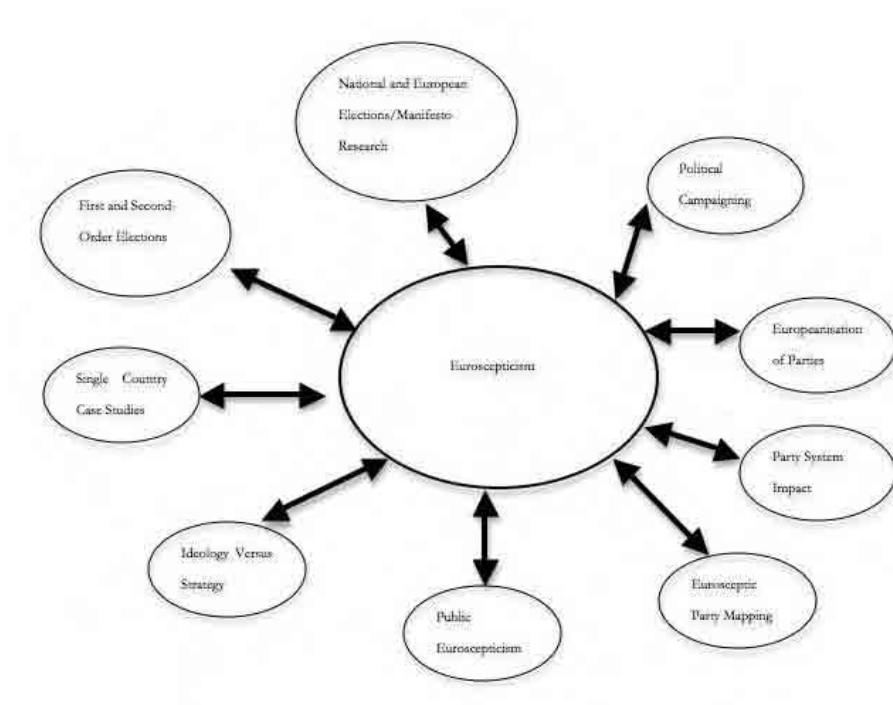 National and European
Elections/Manifesto
Research
Political
Campaigning
First and Second-
Order Elections
Europeanisation
of Parties
Euroscepticism
Single Country
Case Studies
Party System
Impact
Ideology Versus
Strategy
Eurosceptic
Party Mapping
Public
Euroscepticism